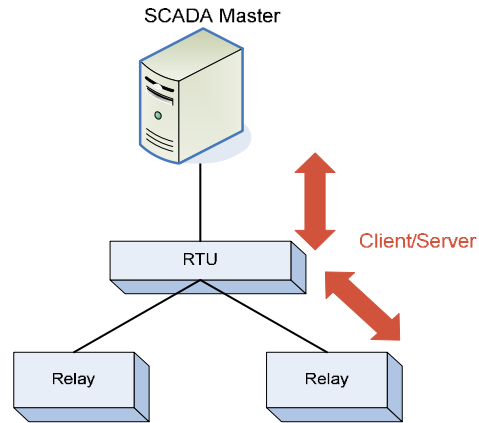 SCADA Master
Client/Server
RTU
Relay
Relay